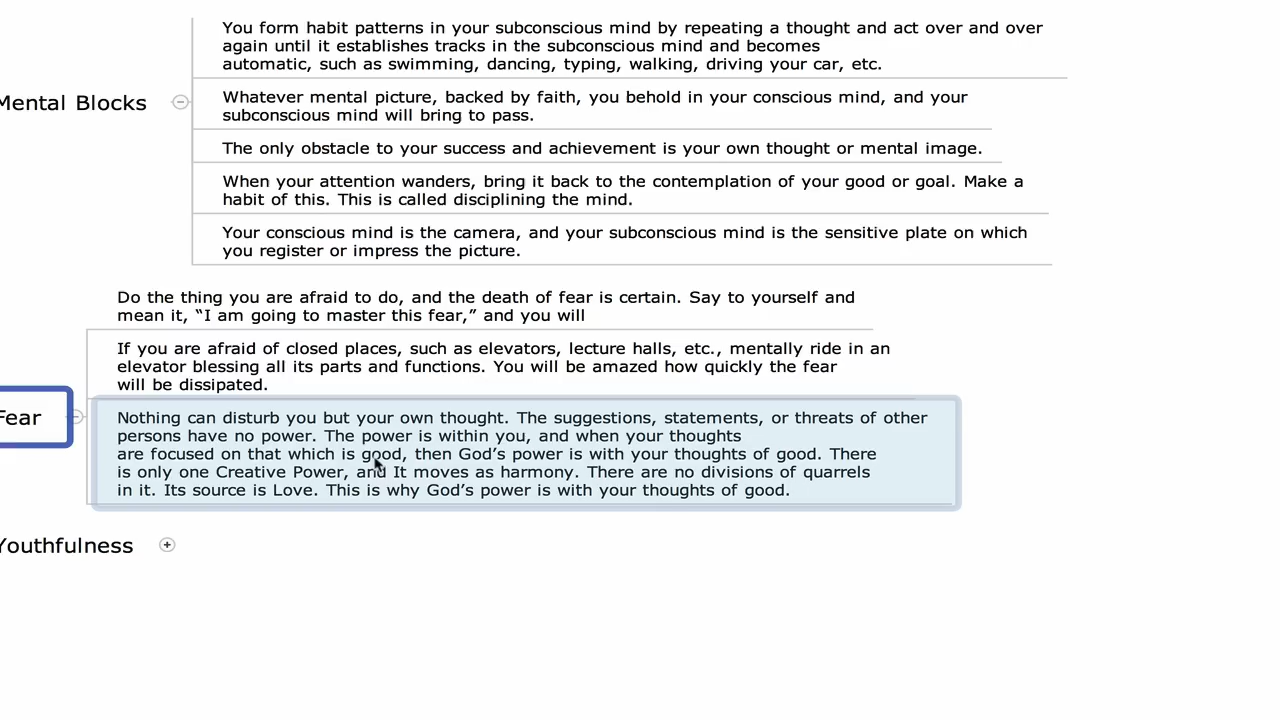 You form habit patterns in your subconscious mind by repeating a thought and act over and over
again until it establishes tracks in the subconscious mind and becomes
automatic, such as swimming, dancing, typing, walking, driving your car, etc.
Mental Blocks
Whatever mental picture, backed by faith, you behold in your conscious mind, and your
subconscious mind will bring to pass.
The only obstacle to your success and achievement is your own thought or mental image.
When your attention wanders, bring it back to the contemplation of your good or goal. Make a
habit of this. This is called disciplining the mind.
Your conscious mind is the camera, and your subconscious mind is the sensitive plate on which
you register or impress the picture.
Do the thing you are afraid to do, and the death of fear is certain. Say to yourself and
mean it, “I am going to master this fear,” and you will
If you are afraid of closed places, such as elevators, lecture halls, etc., mentally ride in an
elevator blessing all its parts and functions. You will be amazed how quickly the fear
will be dissipated.
Fear
Nothing can disturb you but your own thought. The suggestions, statements, or threats of other
persons have no power. The power is within you, and when your thoughts
are focused on that which is good, then God’s power is with your thoughts of good. There
is only one Creative Power, and It moves as harmony. There are no divisions of quarrels
in it. Its source is Love. This is why God’s power is with your thoughts of good.
Youthfulness